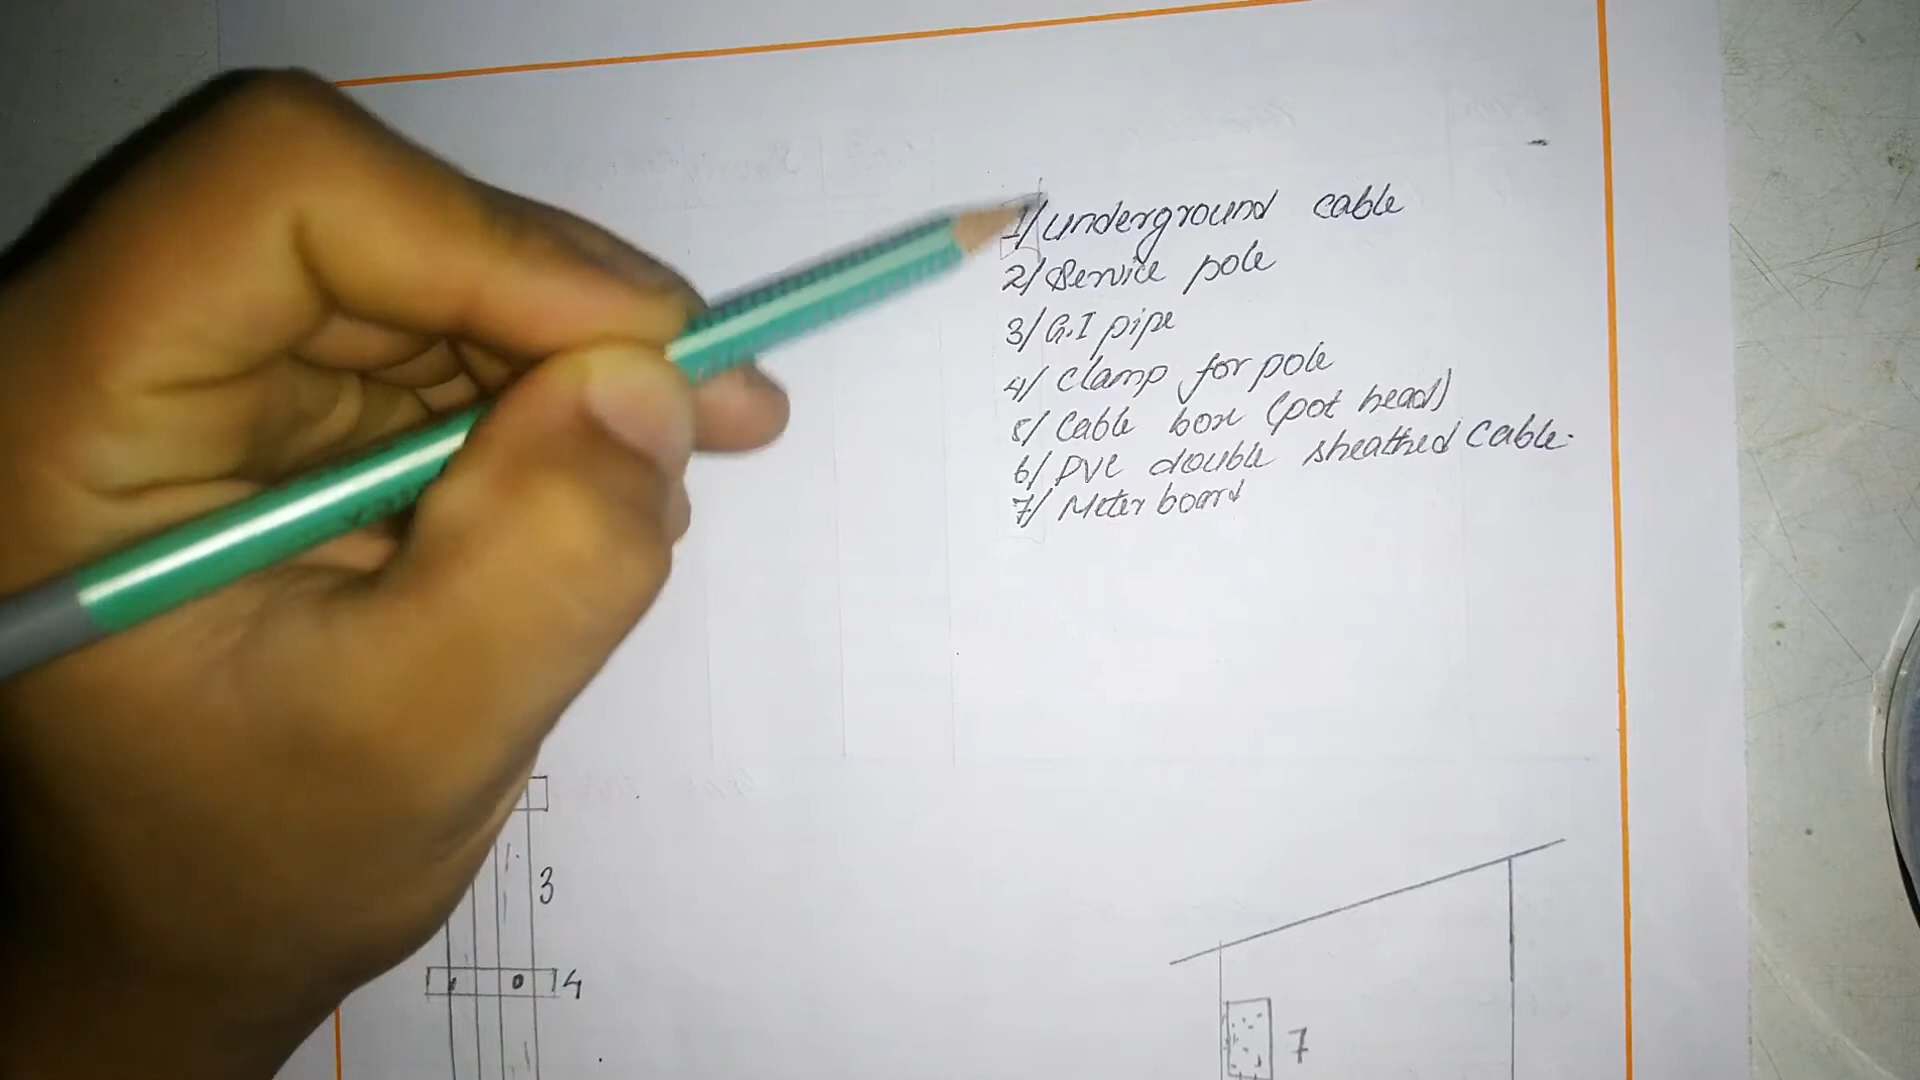 1/ underground cable
2/ Service pole
3/ G.I pipe
4/ Clamp for pole
5/ Cable box (pot head)
6/ PVC double sheathed cable.
7/ Meter board
3
4
7